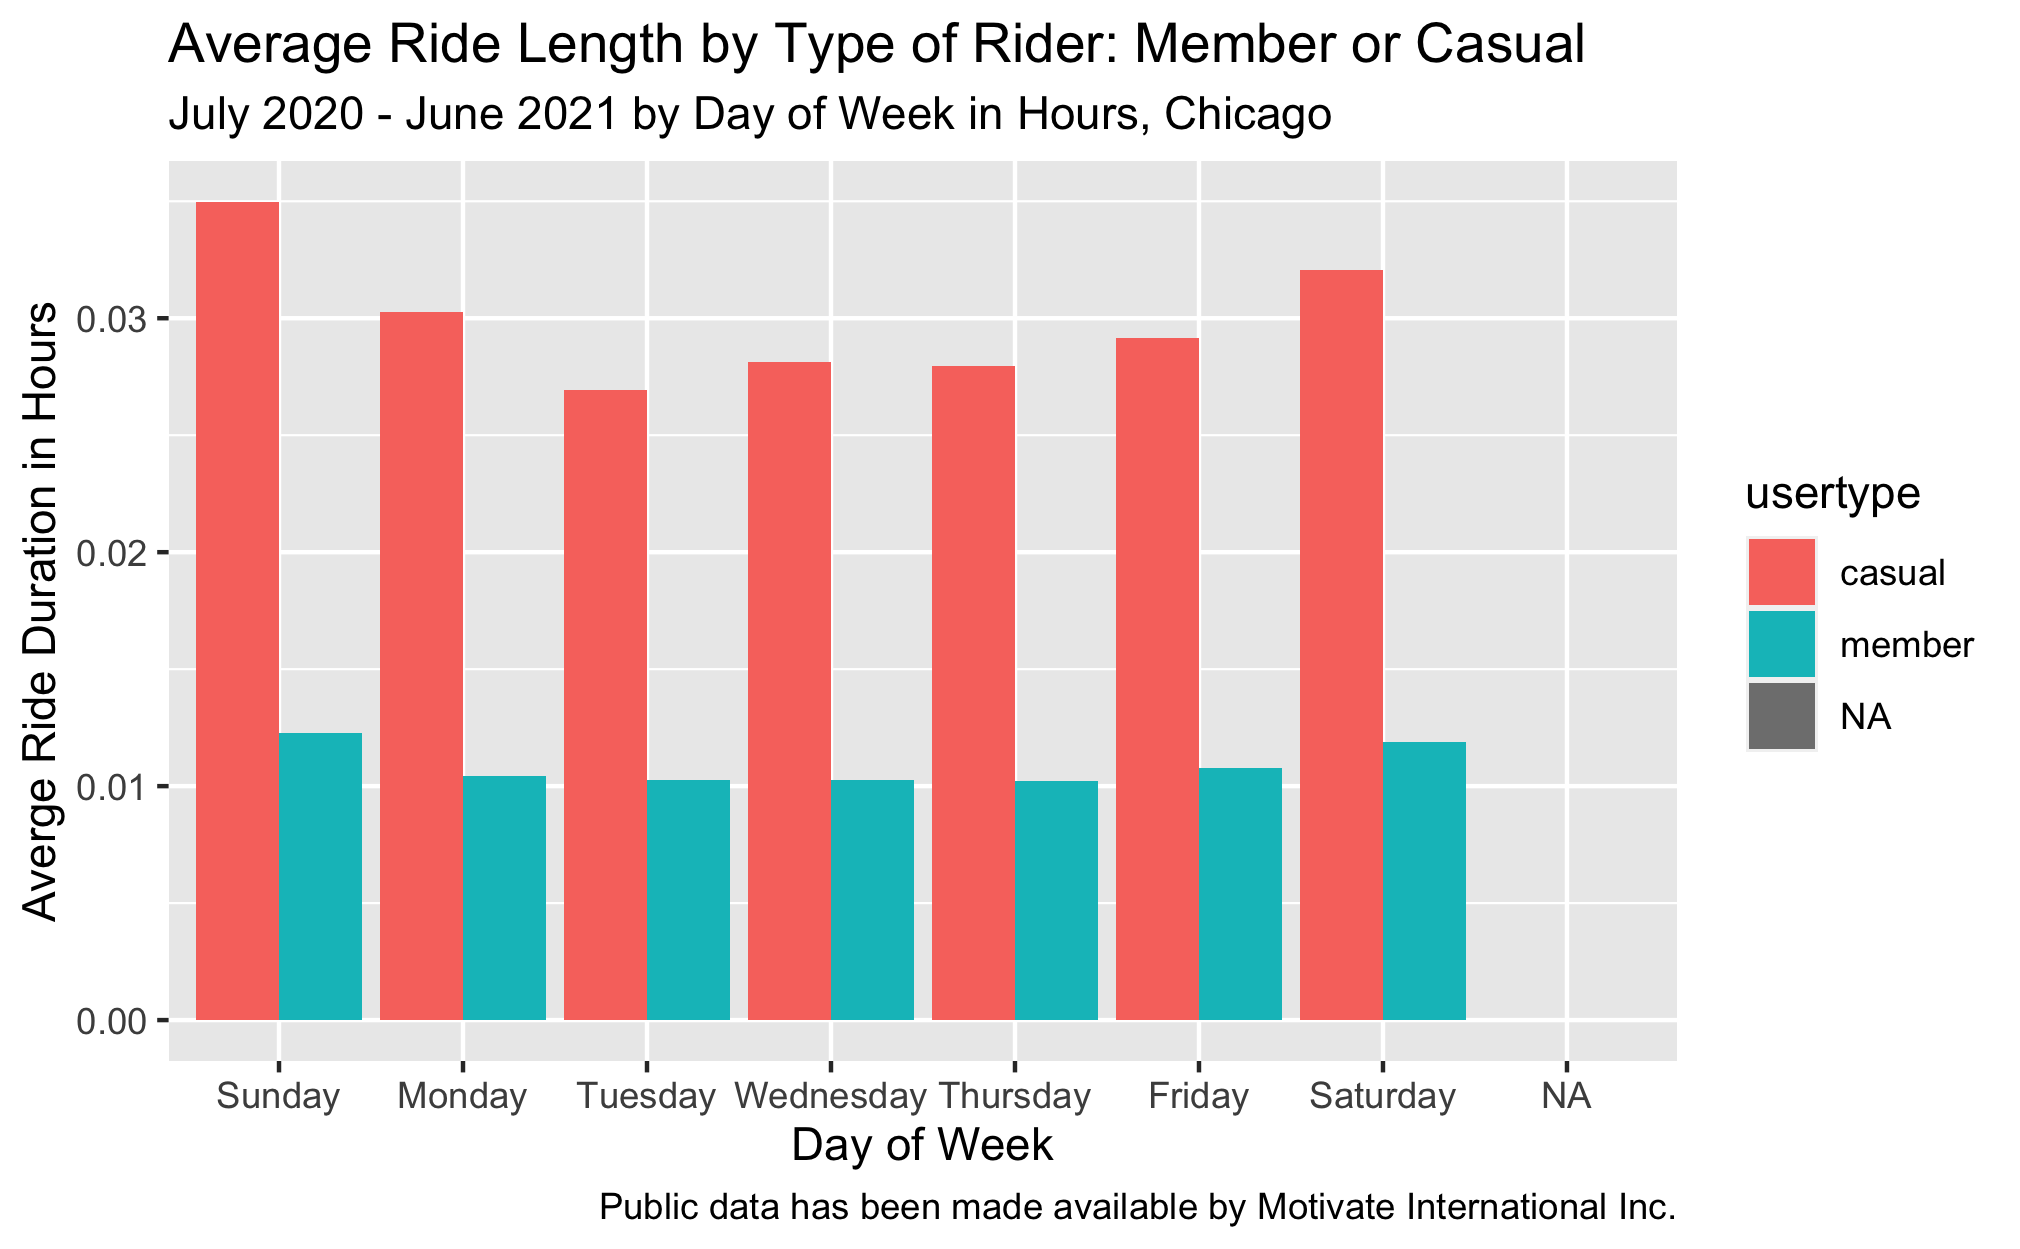 Average Ride Length by Type of Rider: Member or Casual
July 2020 - June 2021 by Day of Week in Hours, Chicago
Averge Ride Duration in Hours
0.03
0.02
0.01
0.00
Sunday Monday Tuesday Wednesday Thursday Friday Saturday NA
Day of Week
usertype
casual
member
NA
Public data has been made available by Motivate International Inc.